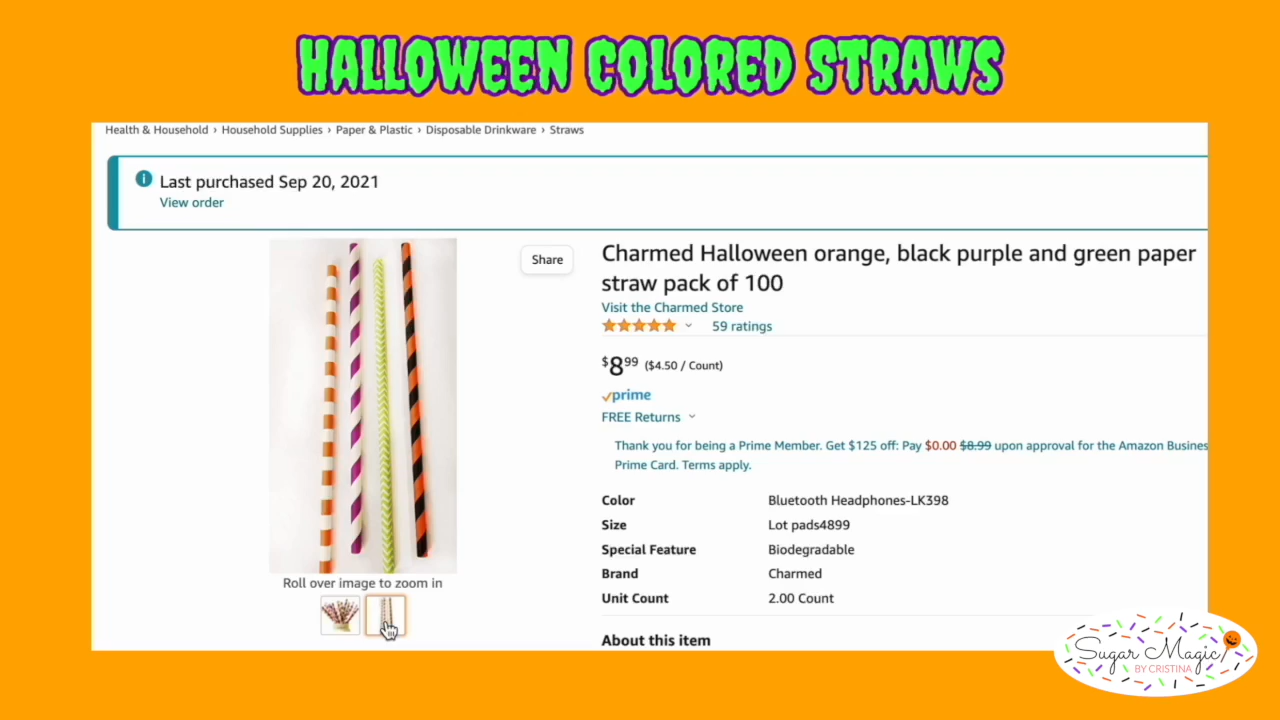 HALLOWEEN COLORED STRAWS
Health & Household › Household Supplies › Paper & Plastic › Disposable Drinkware › Straws
Last purchased Sep 20, 2021
View order
Share
Charmed Halloween orange, black purple and green paper
straw pack of 100
Visit the Charmed Store
59 ratings
$8.99 ($4.50 / Count)
prime
FREE Returns
Thank you for being a Prime Member. Get $125 off: Pay $0.00 $8.99 upon approval for the Amazon Busines
Prime Card. Terms apply.
Color Bluetooth Headphones-LK398
Size Lot pads4899
Special Feature Biodegradable
Brand Charmed
Unit Count 2.00 Count
About this item
Roll over image to zoom in
Sugar Magic
BY CRISTINA